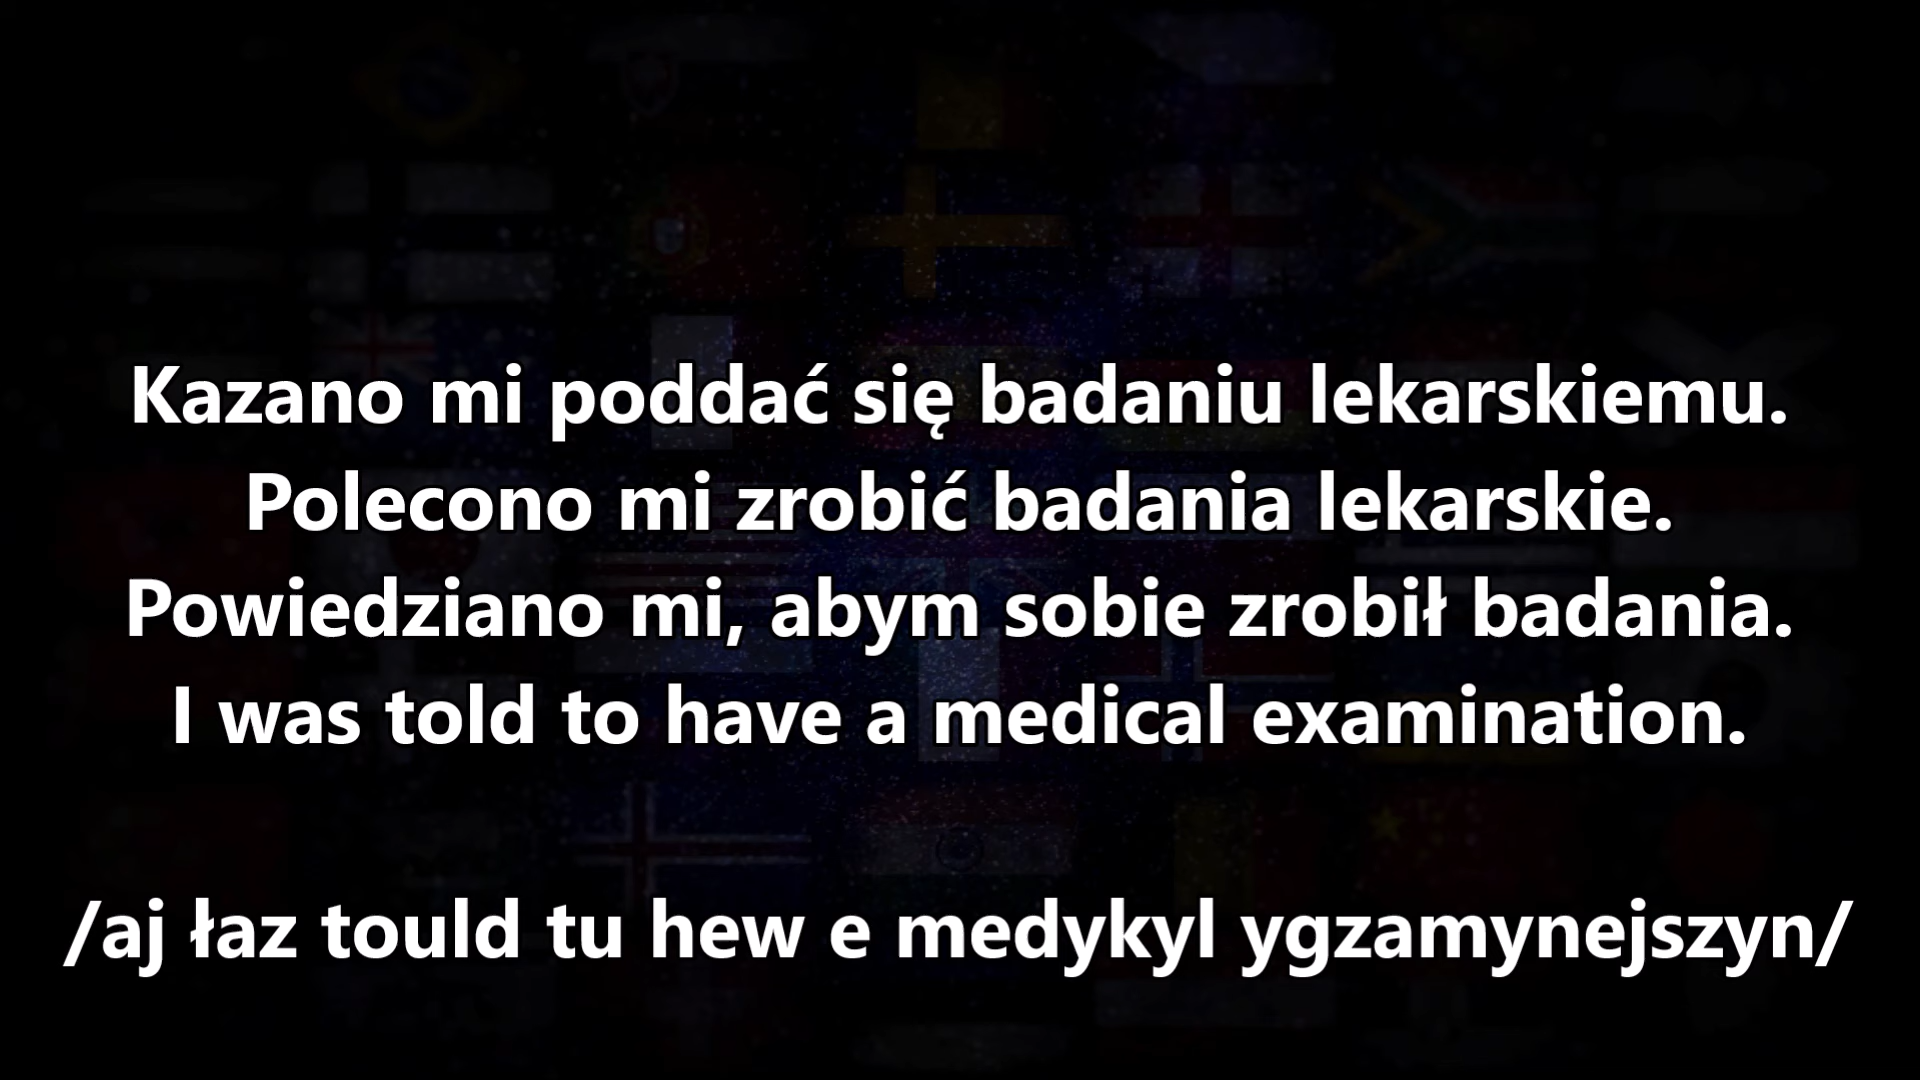 Kazano mi poddać się badaniu lekarskiemu.
Polecono mi zrobić badania lekarskie.
Powiedziano mi, abym sobie zrobił badania.
I was told to have a medical examination.
/aj łaz tould tu hew e medykyl ygzamynejszyn/